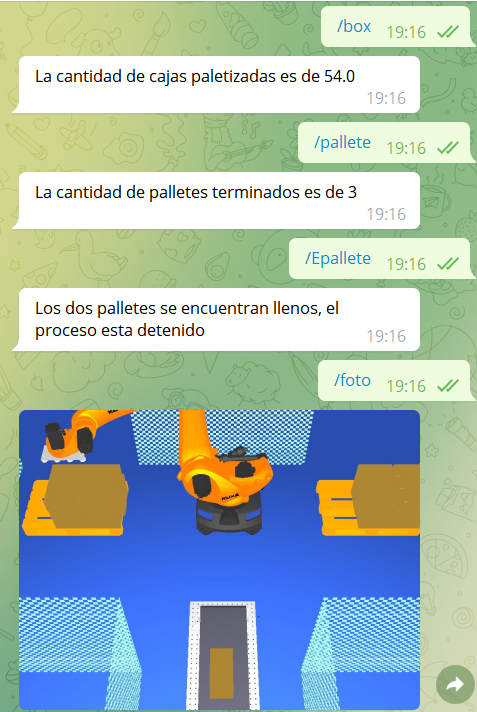 /box 19:16
La cantidad de cajas paletizadas es de 54.0
19:16
/pallete 19:16
La cantidad de palletes terminados es de 3
19:16
/Epallete 19:16
Los dos palletes se encuentran llenos, el
proceso esta detenido
19:16
/foto 19:16
KUKA